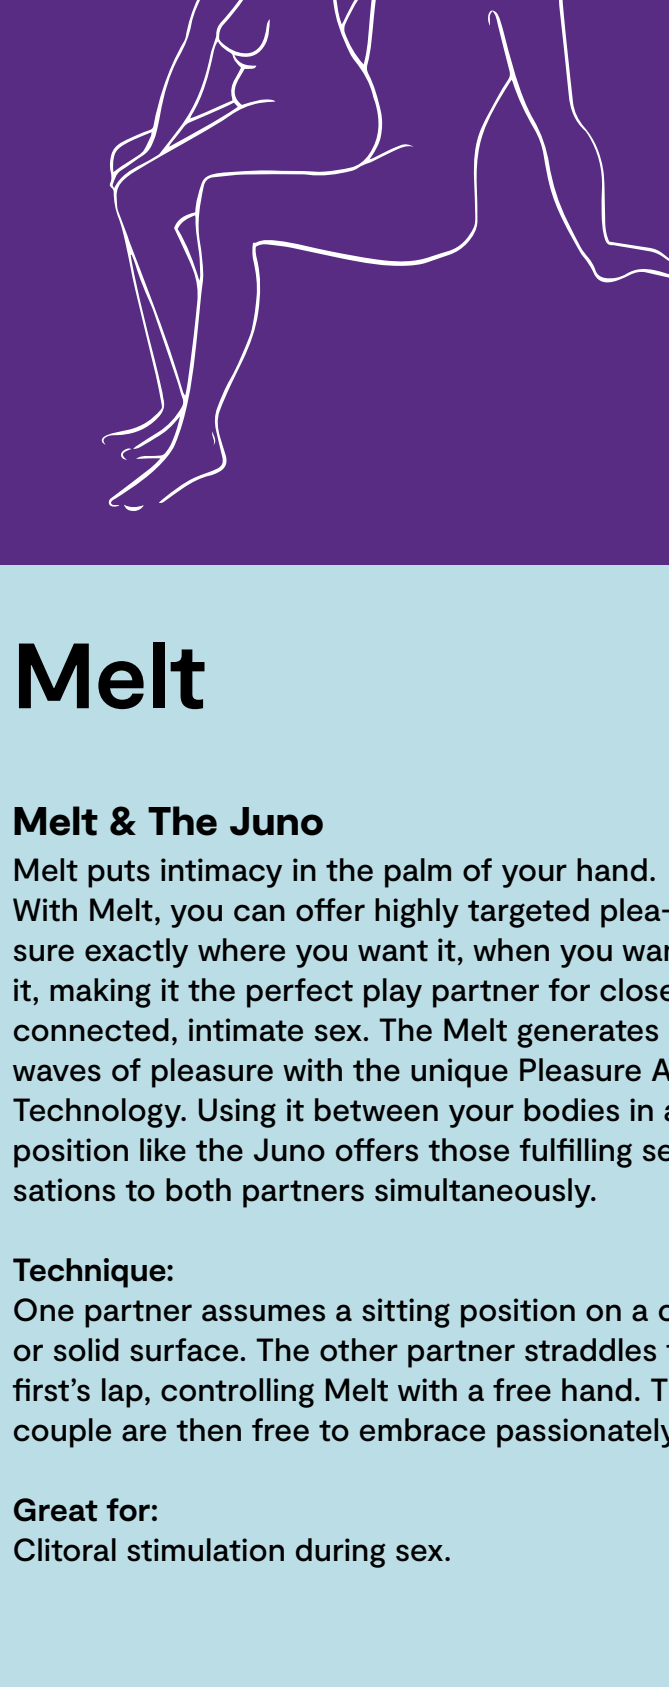 Melt
Melt & The Juno
Melt puts intimacy in the palm of your hand.
With Melt, you can offer highly targeted plea-
sure exactly where you want it, when you
it, making it the perfect play partner for
connected, intimate sex. The Melt generates
waves of pleasure with the unique Pleasure
Technology. Using it between your bodies in
position like the Juno offers those fulfilling
sations to both partners simultaneously.
Technique:
One partner assumes a sitting position on a
or solid surface. The other partner straddles
first’s lap, controlling Melt with a free hand.
couple are then free to embrace passionately
Great for:
Clitoral stimulation during sex.